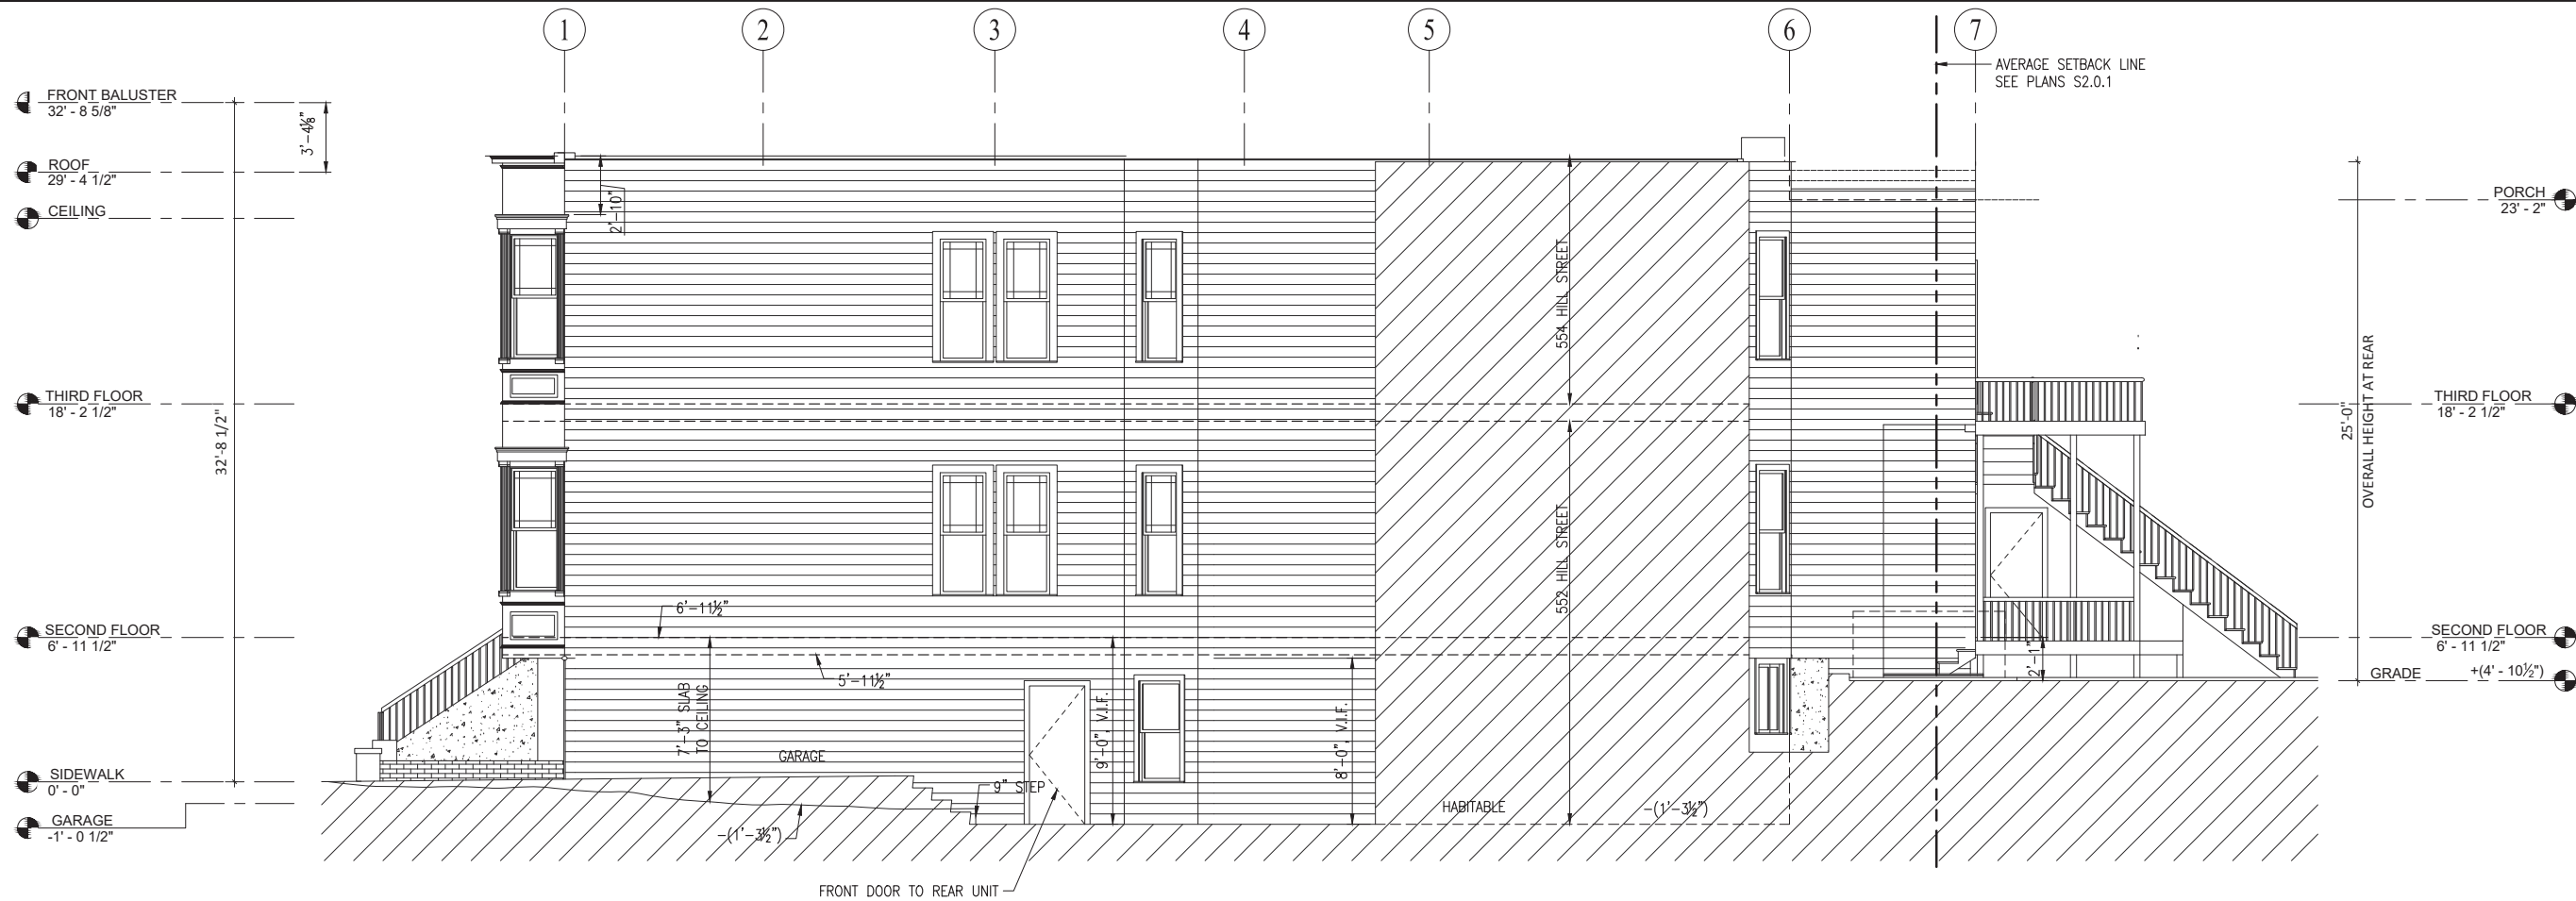 1
2
3
4
5
6
7
AVERAGE SETBACK LINE
SEE PLANS S2.0.1
FRONT BALUSTER
32' - 8 5/8"
3'-4⅛"
ROOF
29' - 4 1/2"
CEILING
2'-10"
PORCH
23' - 2"
554 HILL STREET
THIRD FLOOR
18' - 2 1/2"
32'-8 1/2"
THIRD FLOOR
18' - 2 1/2"
25'-0"
OVERALL HEIGHT AT REAR
552 HILL STREET
6'-11½"
SECOND FLOOR
6' - 11 1/2"
5'-11½"
7'-3" SLAB
TO CEILING
9'-0", V.I.F.
8'-0", V.I.F.
2'-1"
SECOND FLOOR
6' - 11 1/2"
GRADE
+(4' - 10½")
GARAGE
SIDEWALK
0' - 0"
9" STEP
HABITABLE
-(1'-3½")
GARAGE
-1' - 0 1/2"
-(1'-3½")
FRONT DOOR TO REAR UNIT